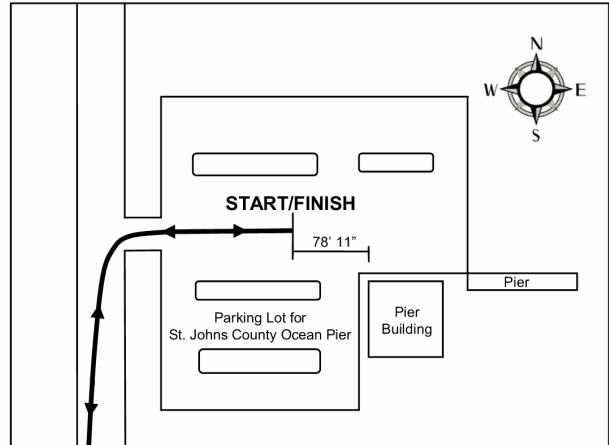 N
W E
S
START/FINISH
78' 11"
Pier
Parking Lot for
St. Johns County Ocean Pier
Pier
Building